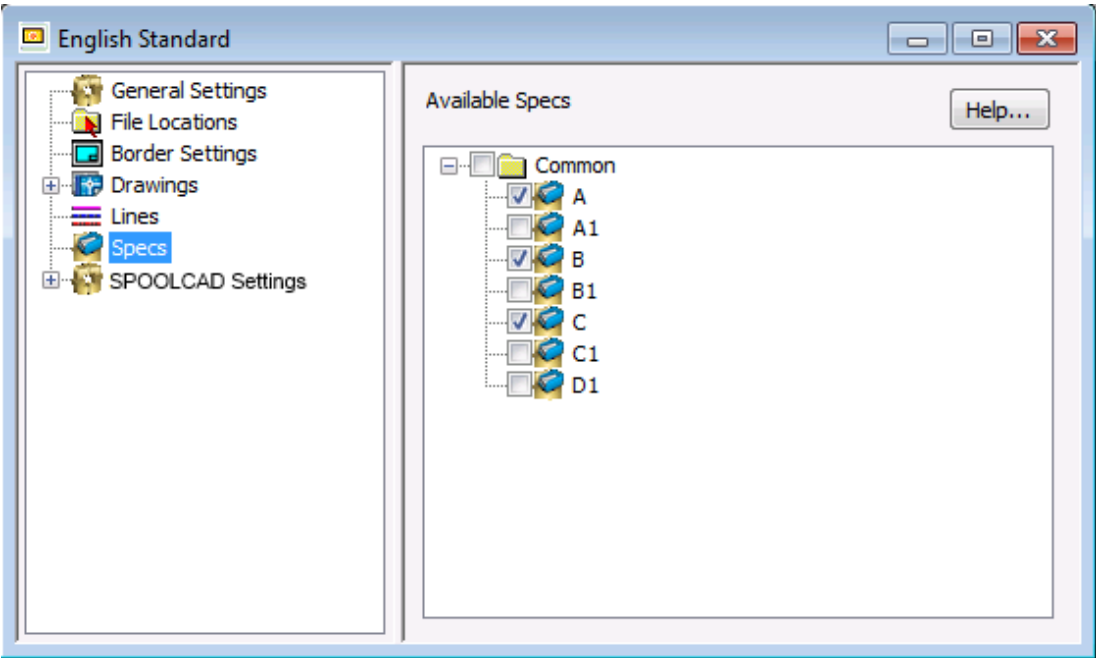 English Standard
General Settings
File Locations
Border Settings
Drawings
Lines
Specs
SPOOLCAD Settings
Available Specs
Help...
Common
A
A1
B
B1
C
C1
D1